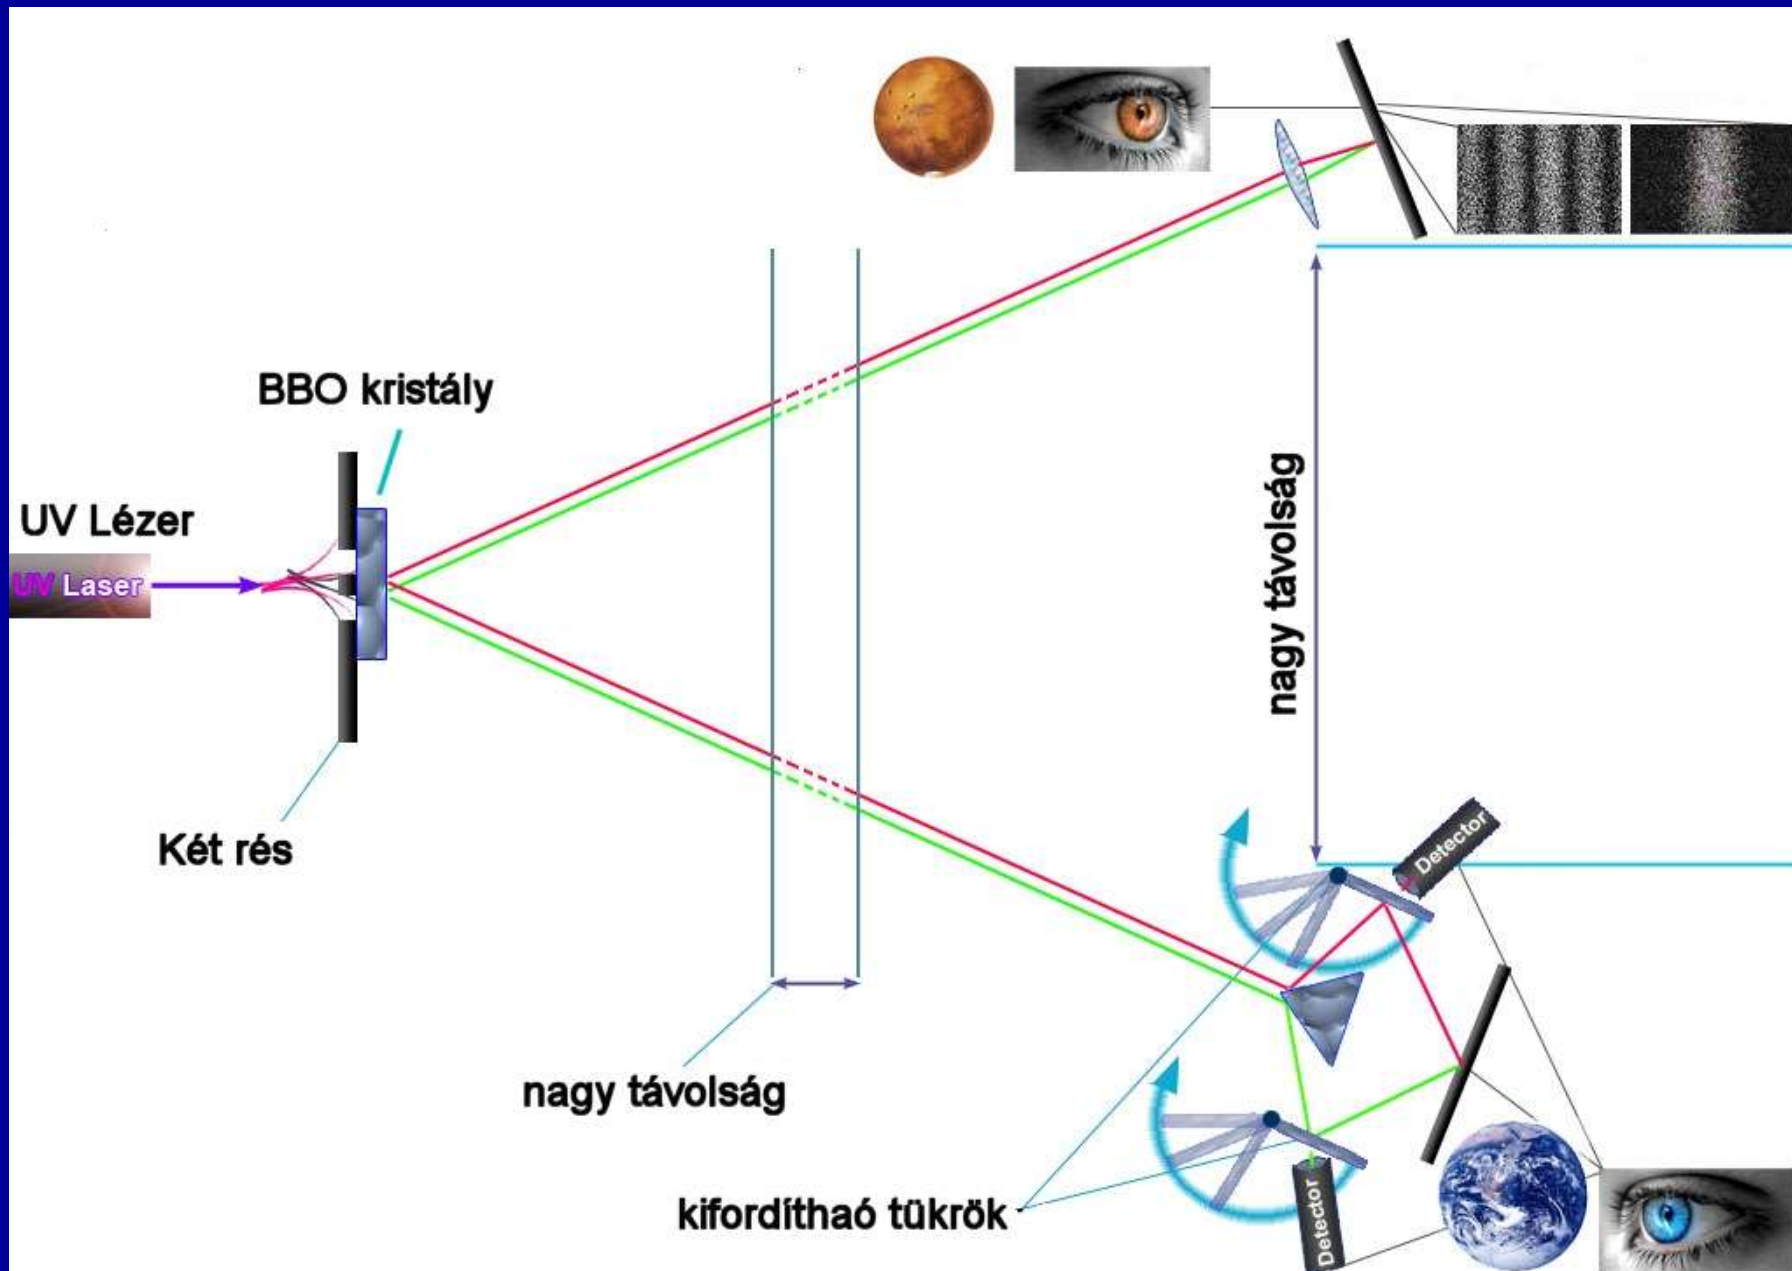 BBO kristály
UV Lézer
UV Laser
nagy távolság
Két rés
Detector
nagy távolság
kifordíthaó tükrök
Detector